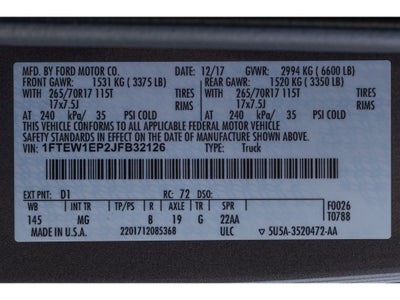 MFD. BY FORD MOTOR CO. 12/17 GVWR: 2994 KG ( 6600 LB)
FRONT GAWR: 1531 KG ( 3375 LB) REAR GAWR: 1520 KG ( 3350 LB)
WITH 265/70R17 115T TIRES WITH 265/70R17 115T TIRES
17x7.5J RIMS 17x7.5J RIMS
AT 240 kPa/ 35 PSI COLD AT 240 kPa/ 35 PSI COLD
THIS VEHICLE CONFORMS TO ALL APPLICABLE FEDERAL MOTOR VEHICLE
SAFETY STANDARDS IN EFFECT ON THE DATE OF MANUFACTURE SHOWN ABOVE.
VIN: 1FTEW1EP2JFB32126 TYPE: Truck
EXT PNT: D1 RC: 72 DSO:
WB INT TR TP/PS R AXLE TR SPR F0026
145 MG B 19 G 22AA T0788
2201712085368 ULC 5U5A-3520472-AA